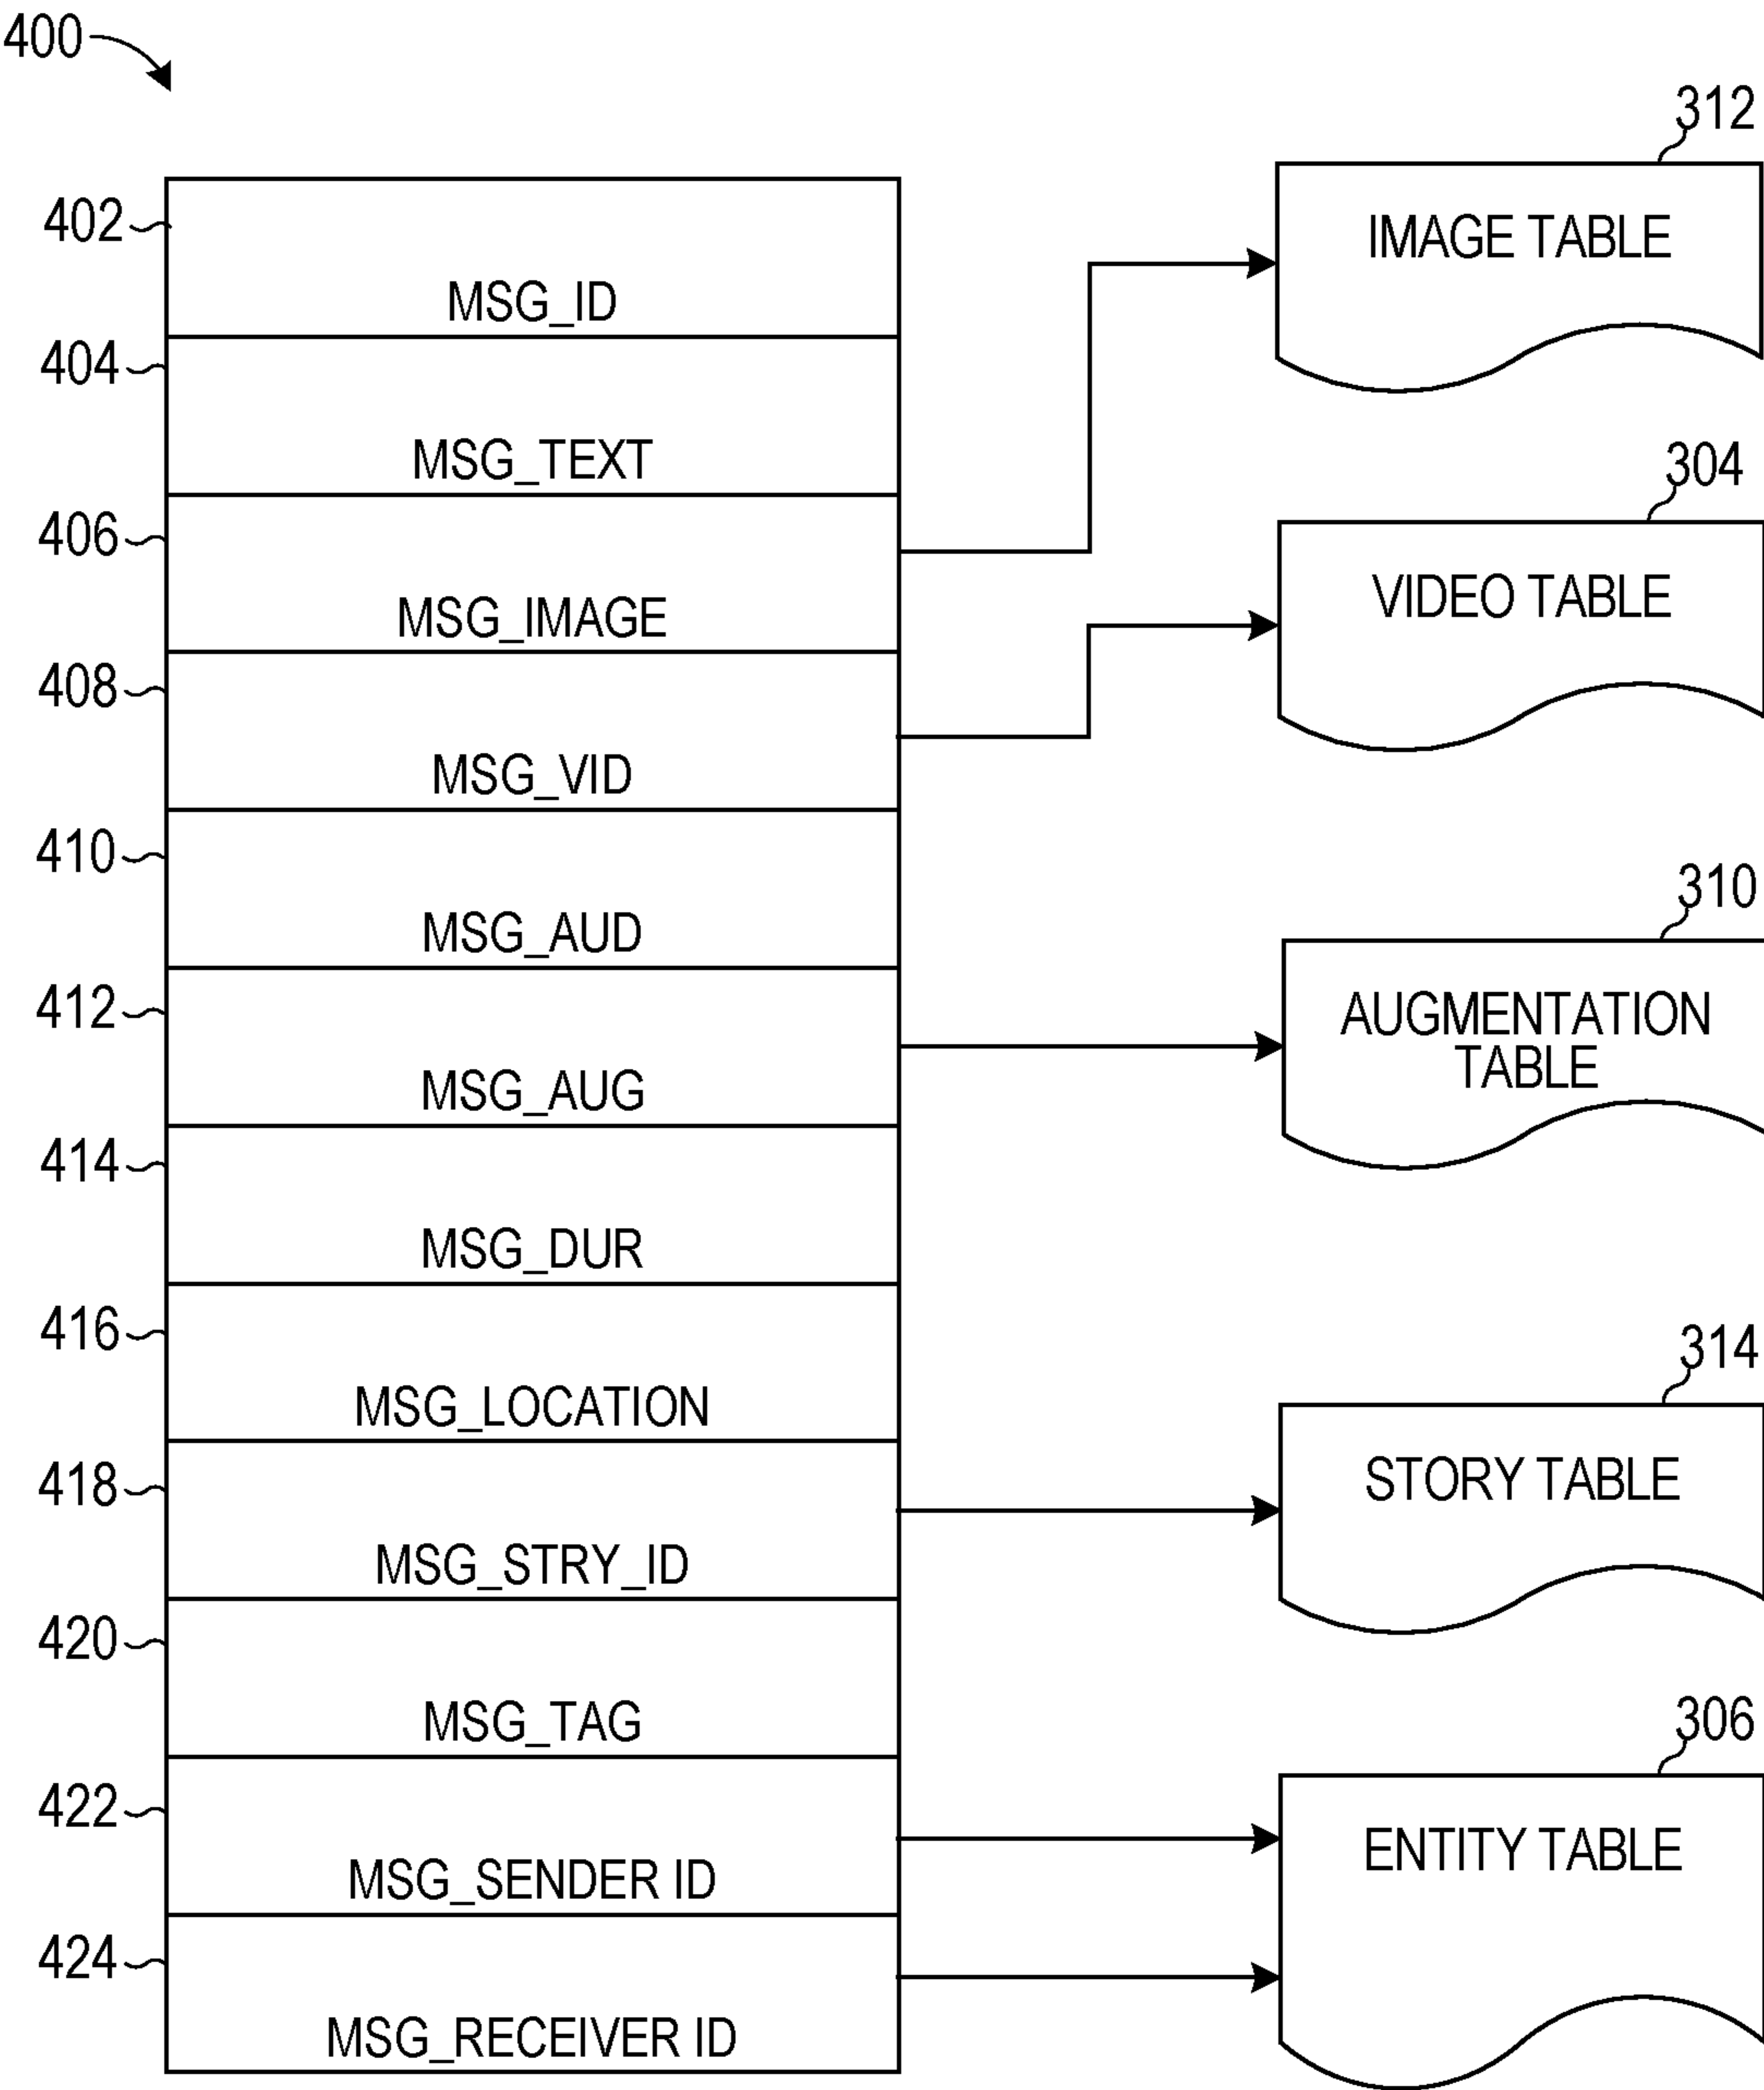 400
402
MSG_ID
404
MSG_TEXT
406
MSG_IMAGE
408
MSG_VID
410
MSG_AUD
412
MSG_AUG
414
MSG_DUR
416
MSG_LOCATION
418
MSG_STRY_ID
420
MSG_TAG
422
MSG_SENDER ID
424
MSG_RECEIVER ID
312
IMAGE TABLE
304
VIDEO TABLE
310
AUGMENTATION
TABLE
314
STORY TABLE
306
ENTITY TABLE